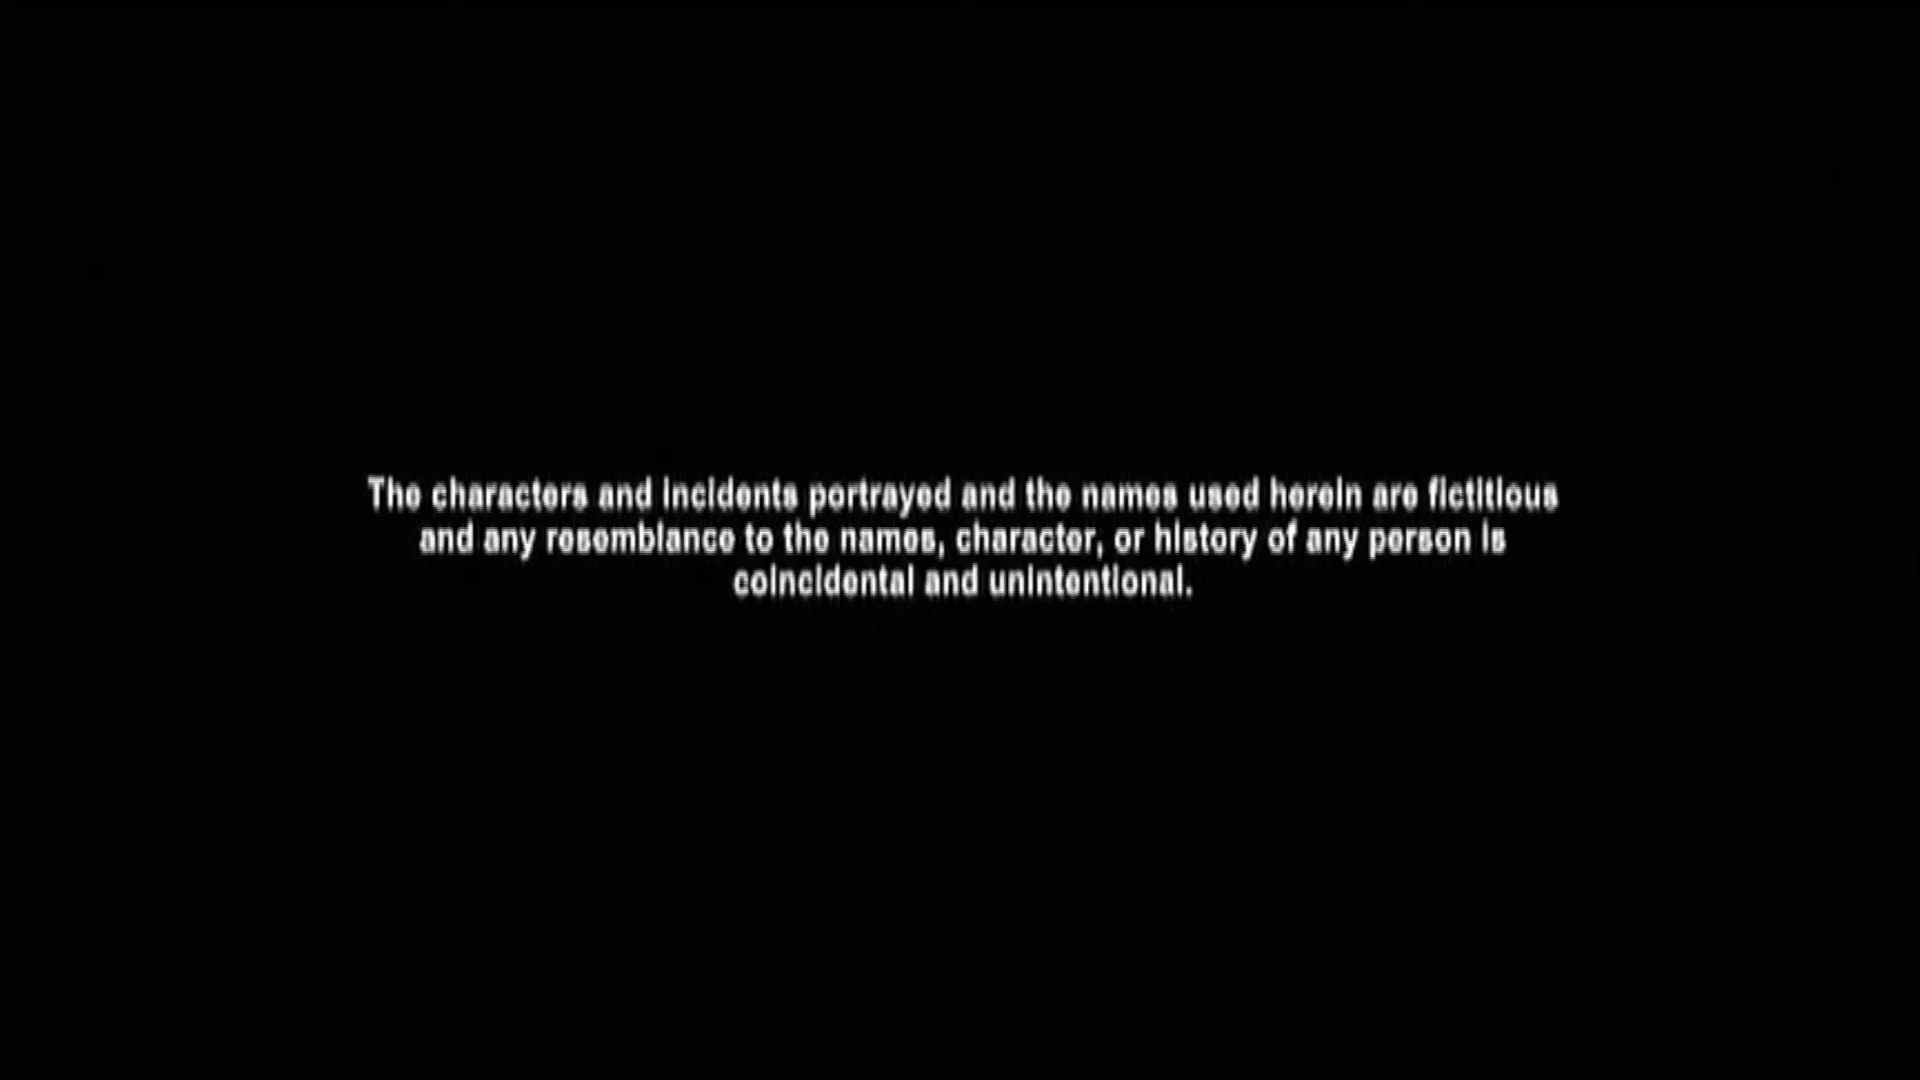 The characters and incidents portrayed and the names used herein are fictitious
and any resemblance to the names, character, or history of any person is
coincidental and unintentional.